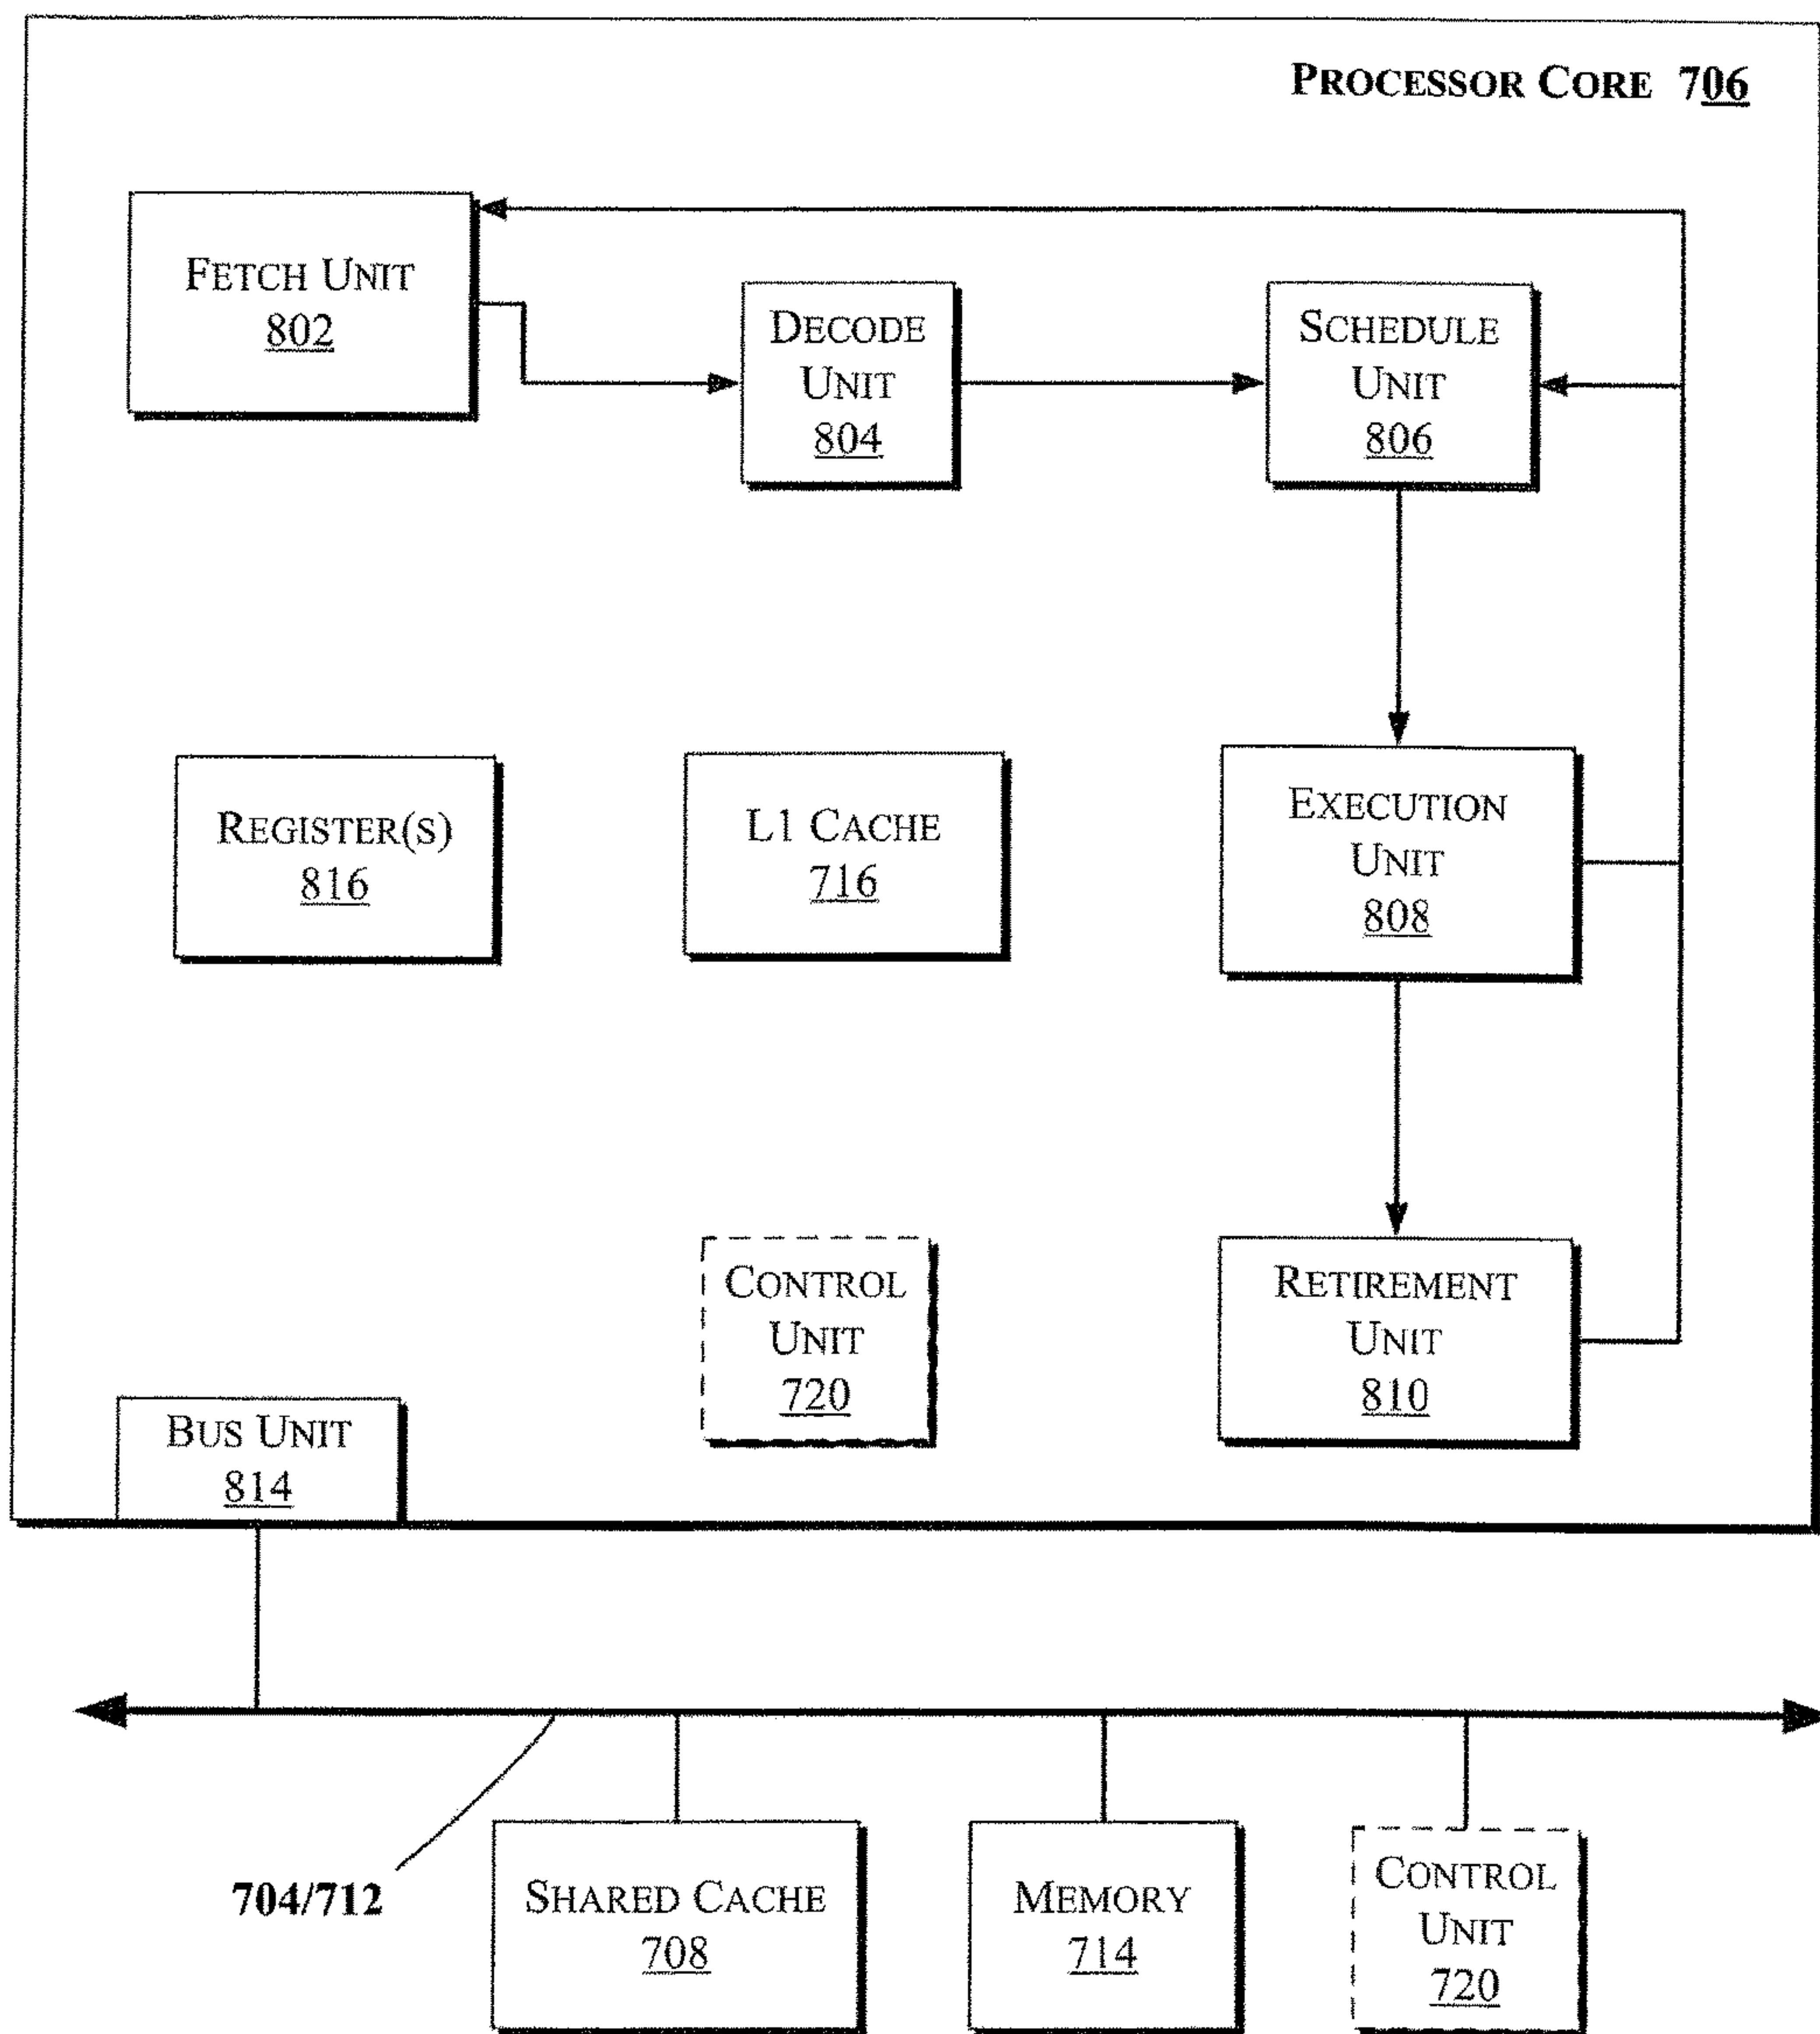 PROCESSOR CORE 706
FETCH UNIT
802
DECODE
UNIT
804
SCHEDULE
UNIT
806
REGISTER(S)
816
L1 CACHE
716
EXECUTION
UNIT
808
CONTROL
UNIT
720
RETIREMENT
UNIT
810
BUS UNIT
814
704/712
SHARED CACHE
708
MEMORY
714
CONTROL
UNIT
720